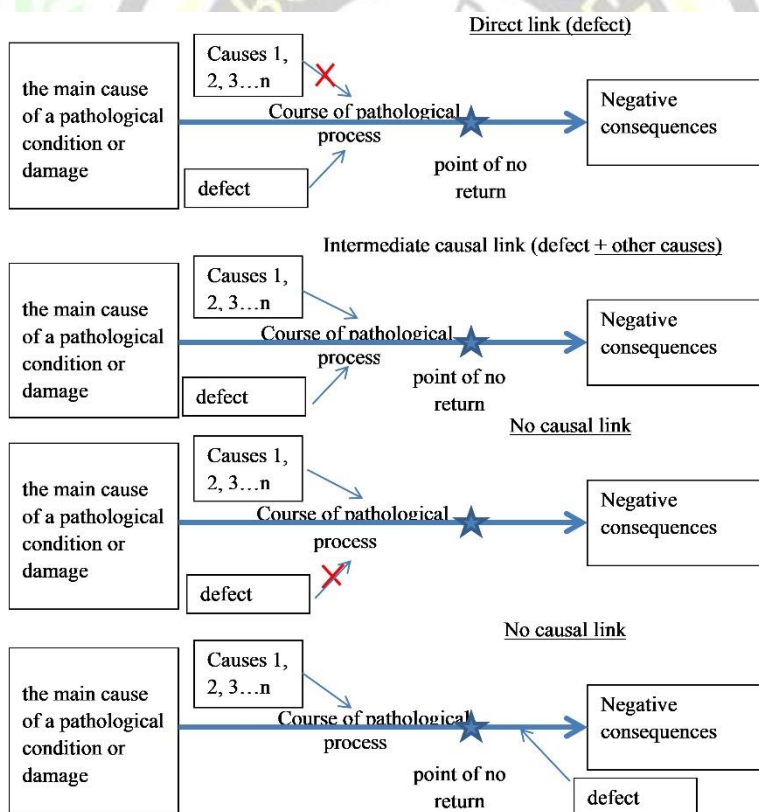 Direct link (defect)
the main cause
of a pathological
condition or
damage
Causes 1,
2, 3…n
Course of pathological
process
defect
point of no
return
Negative
consequences
Intermediate causal link (defect + other causes)
the main cause
of a pathological
condition or
damage
Causes 1,
2, 3…n
Course of pathological
process
defect
point of no
return
Negative
consequences
No causal link
the main cause
of a pathological
condition or
damage
Causes 1,
2, 3…n
Course of pathological
process
defect
Negative
consequences
No causal link
the main cause
of a pathological
condition or
damage
Causes 1,
2, 3…n
Course of pathological
process
point of no
return
defect
Negative
consequences